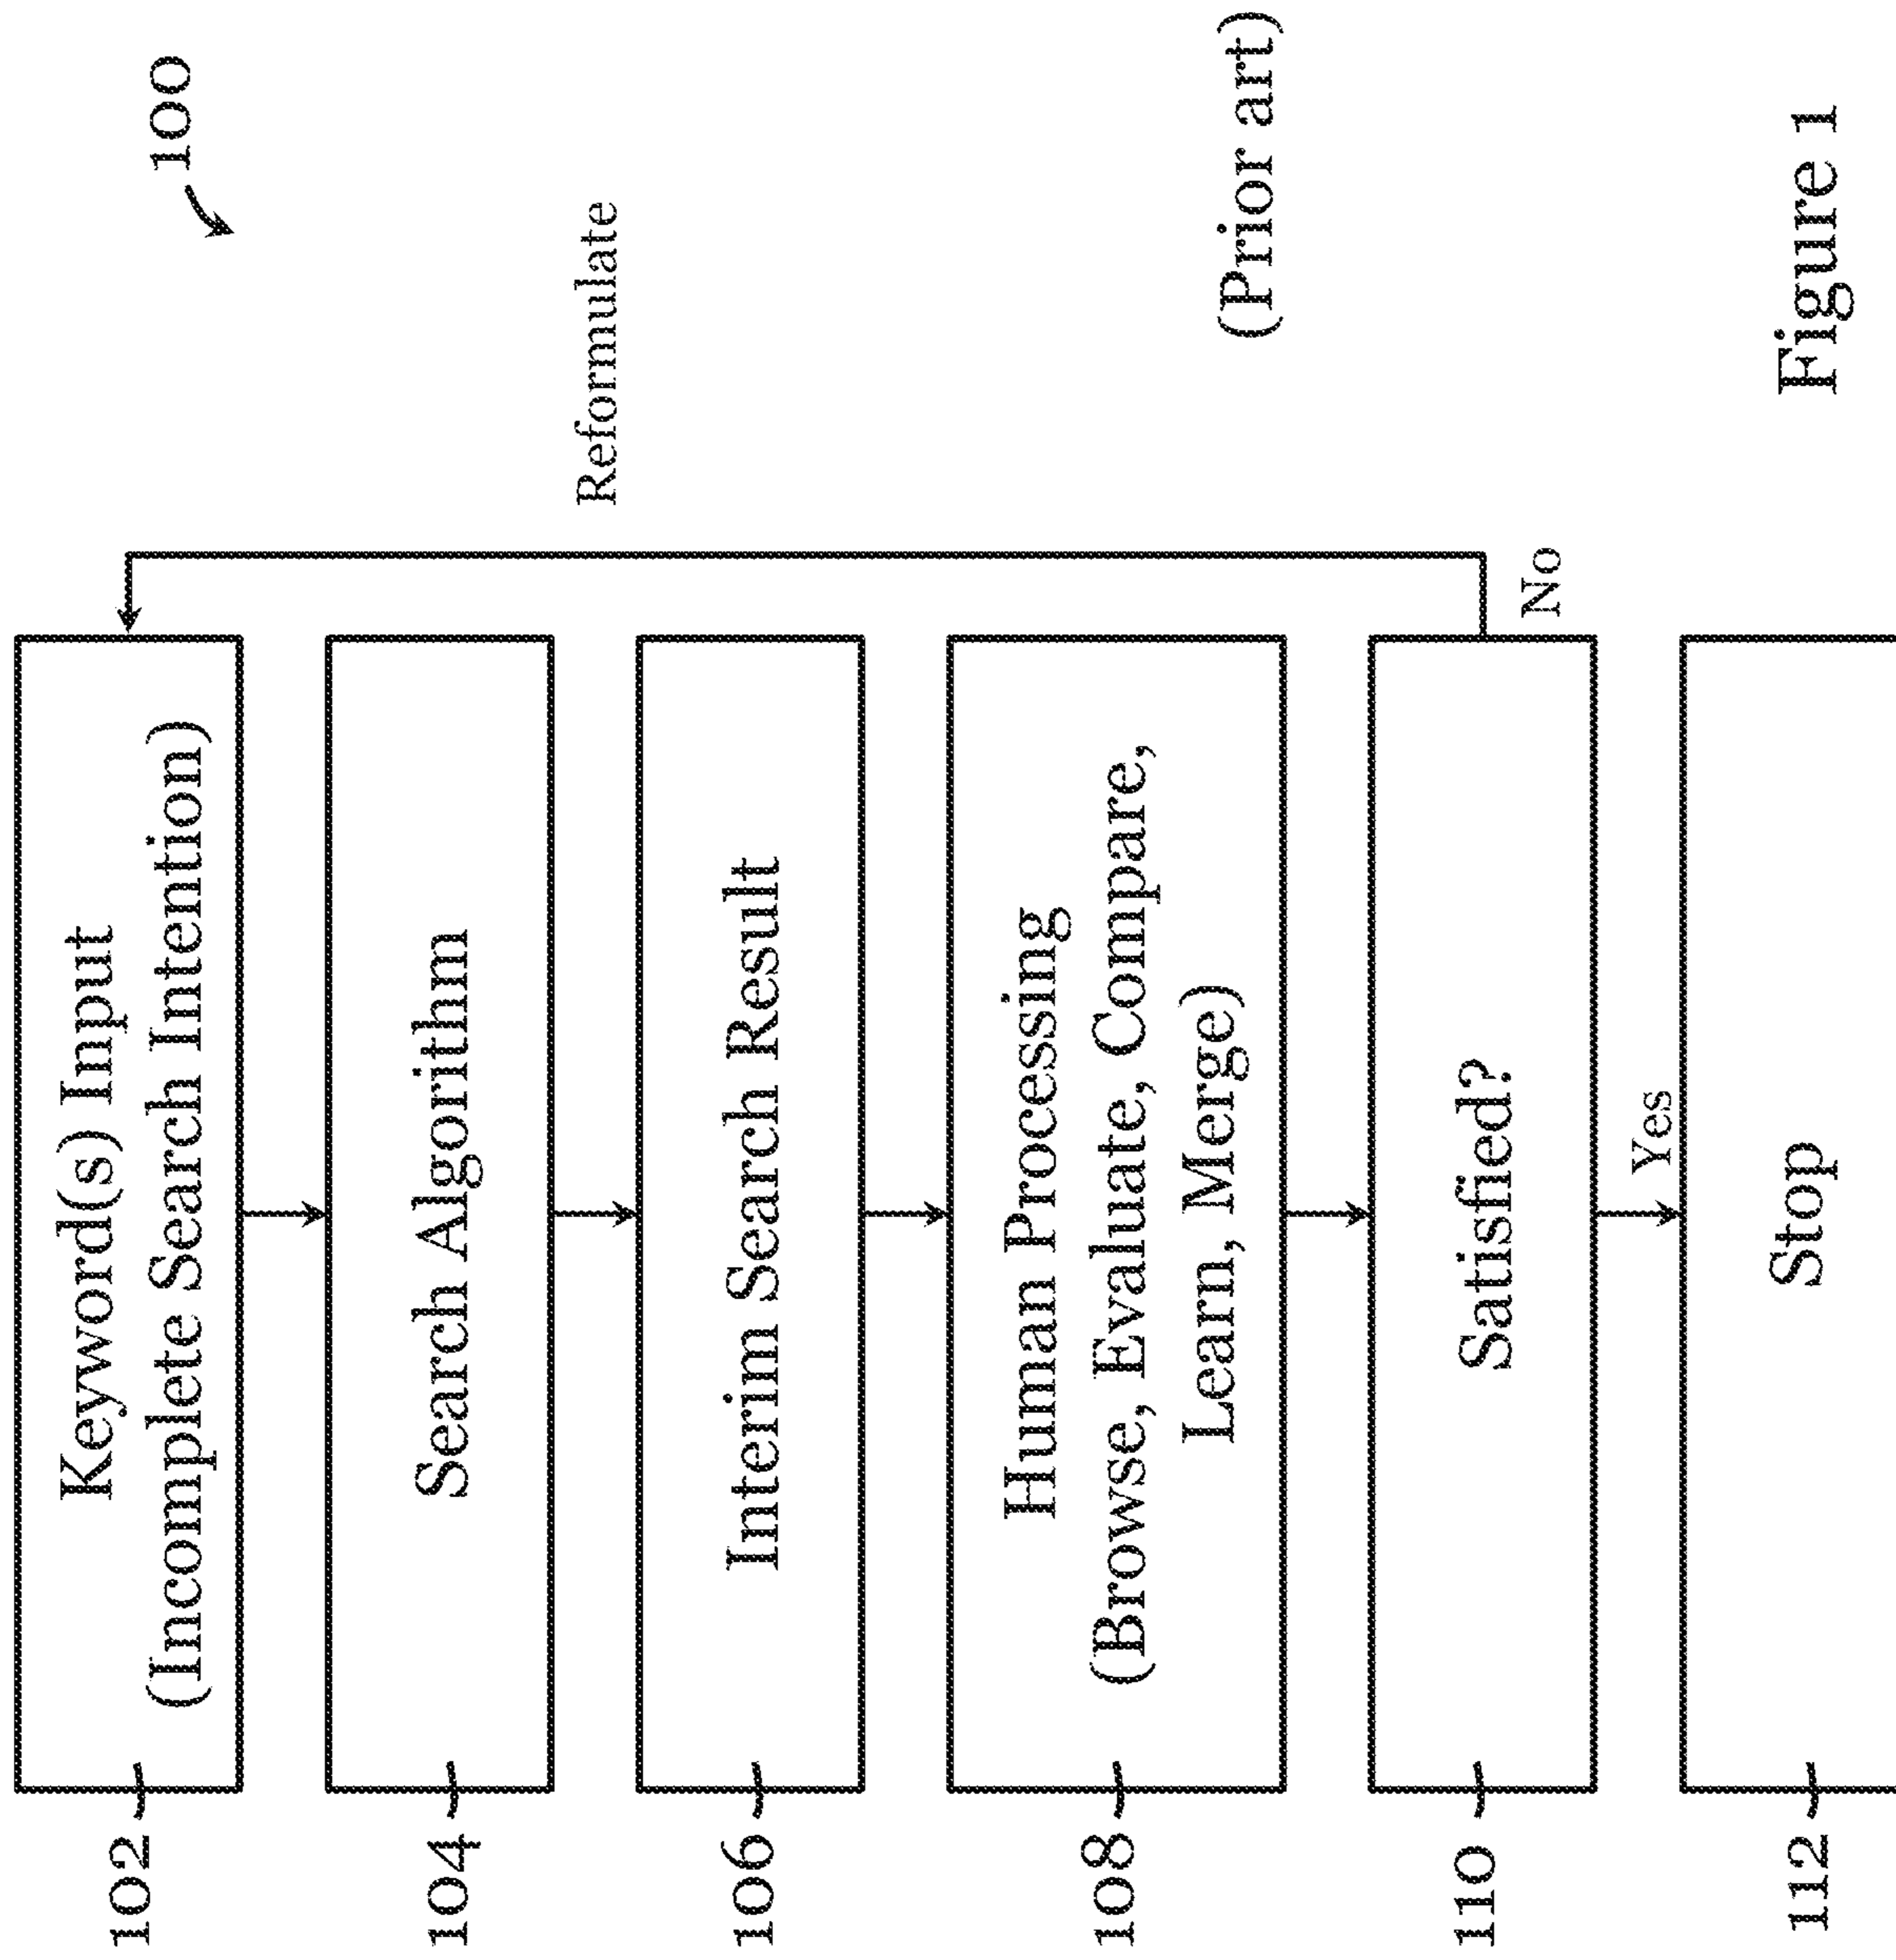 100
102
Keyword(s) Input
(Incomplete Search Intention)
104
Search Algorithm
Reformulate
106
Interim Search Result
108
Human Processing
(Browse, Evaluate, Compare,
Learn, Merge)
(Prior art)
110
Satisfied?
No
Yes
112
Stop
Figure 1